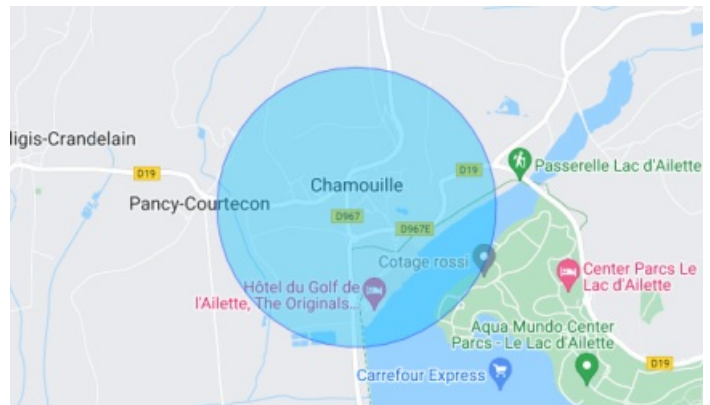 ligis-Crandelain
D19
Passerelle Lac d'Ailette
D19
Chamouille
Pancy-Courtecon
D967
D967E
Cotage rossi
Center Parcs Le
Lac d'Ailette
Hôtel du Golf de
l'Ailette, The Originals...
Aqua Mundo Center
Parcs - Le Lac d'Ailette
D19
Carrefour Express